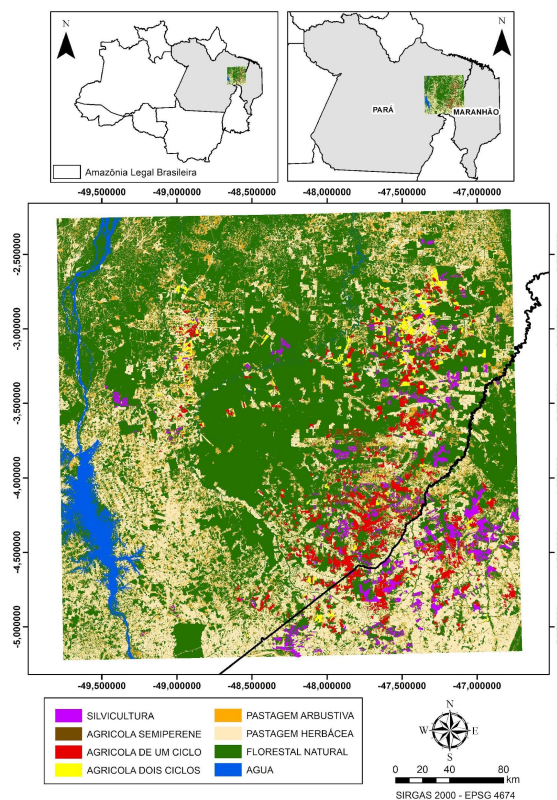 N
N
PARÁ
MARANHÃO
Amazônia Legal Brasileira
-49,500000 -49,000000 -48,500000 -48,000000 -47,500000 -47,000000
-2,500000
-3,000000
-3,500000
-4,000000
-4,500000
-5,000000
-49,500000 -49,000000 -48,500000 -48,000000 -47,500000 -47,000000
SILVICULTURA
AGRICOLA SEMIPERENE
AGRICOLA DE UM CICLO
AGRICOLA DOIS CICLOS
PASTAGEM ARBUSTIVA
PASTAGEM HERBÁCEA
FLORESTAL NATURAL
AGUA
N
W E
S
0 20 40 80
km
SIRGAS 2000 - EPSG 4674